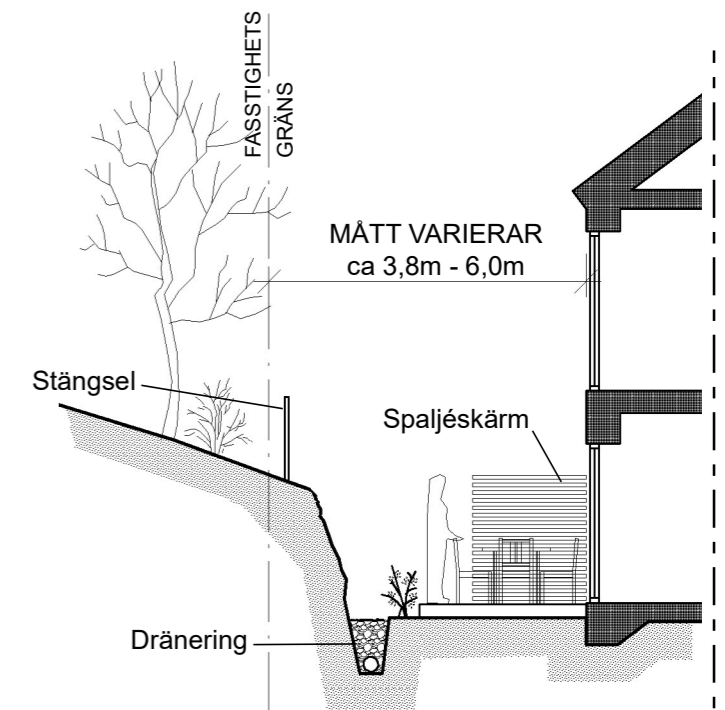 FASSTIGHETS
GRÄNS
MÅTT VARIERAR
ca 3,8m - 6,0m
Stängsel
Spaljéskärm
Dränering